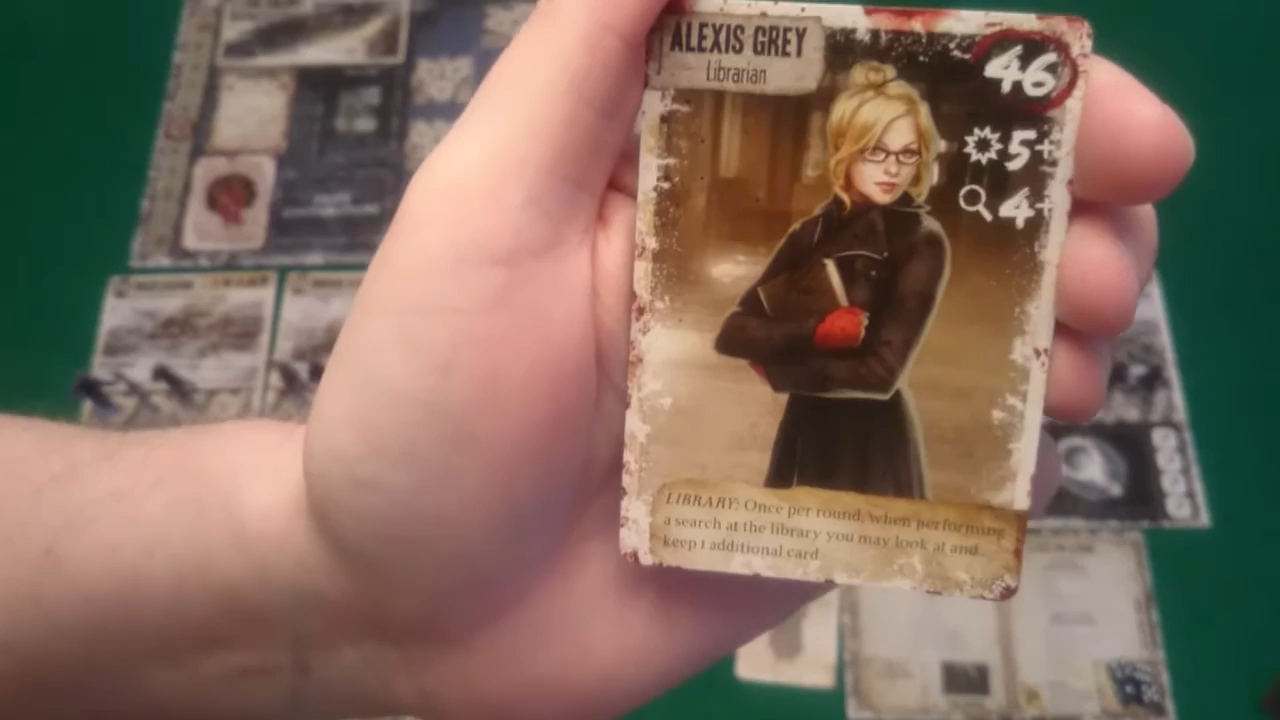 ALEXIS GREY
Librarian
46
5+
4+
LIBRARY: Once per round, when performing
a search at the library you may look at and
keep 1 additional card.